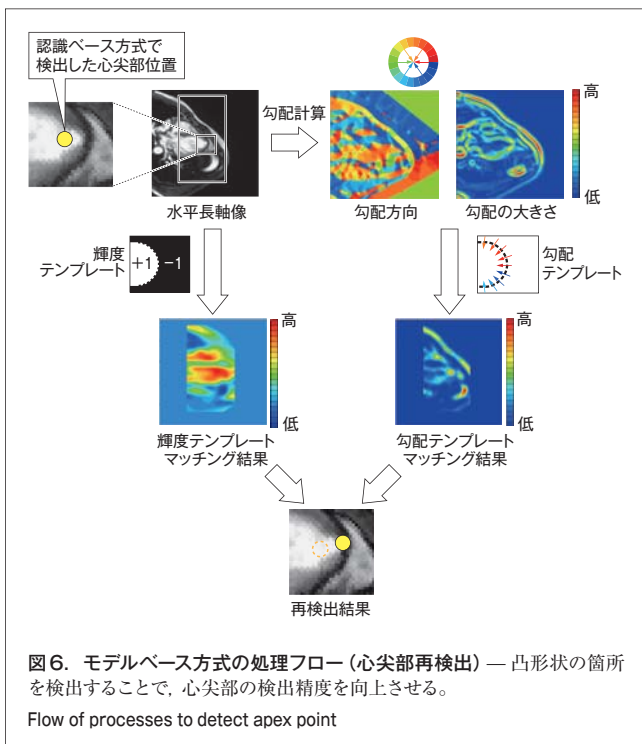 認識ベース方式で
検出した心尖部位置
勾配計算
高
低
水平長軸像
勾配方向
勾配の大きさ
輝度
テンプレート
+1 −1
勾配
テンプレート
高
低
高
低
輝度テンプレート
マッチング結果
勾配テンプレート
マッチング結果
再検出結果
図6. モデルベース方式の処理フロー(心尖部再検出) — 凸形状の箇所
を検出することで,心尖部の検出精度を向上させる。
Flow of processes to detect apex point